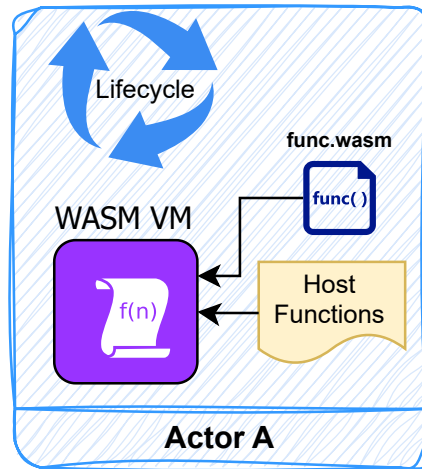 Lifecycle
func.wasm
func( )
WASM VM
f(n)
Host
Functions
Actor A